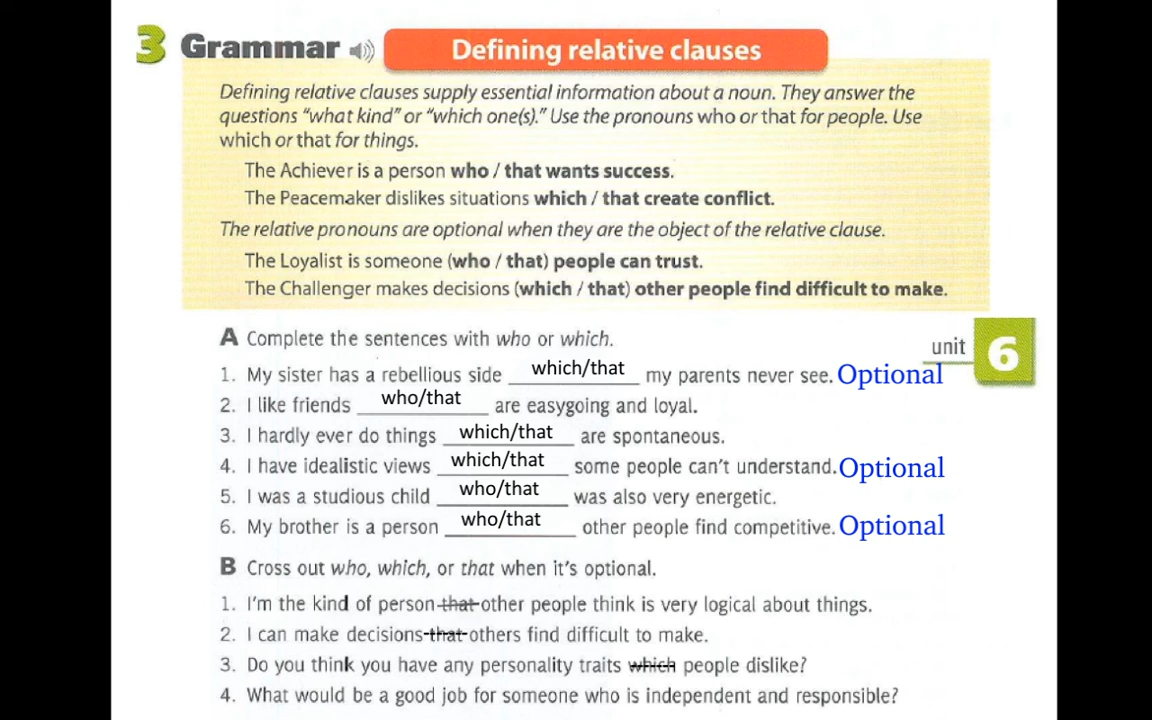 3 Grammar Defining relative clauses
Defining relative clauses supply essential information about a noun. They answer the
questions "what kind" or "which one(s)." Use the pronouns who or that for people. Use
which or that for things.
The Achiever is a person who / that wants success.
The Peacemaker dislikes situations which / that create conflict.
The relative pronouns are optional when they are the object of the relative clause.
The Loyalist is someone (who / that) people can trust.
The Challenger makes decisions (which / that) other people find difficult to make.
A Complete the sentences with who or which.
unit 6
1. My sister has a rebellious side which/that my parents never see. Optional
2. I like friends who/that are easygoing and loyal.
3. I hardly ever do things which/that are spontaneous.
4. I have idealistic views which/that some people can't understand. Optional
5. I was a studious child who/that was also very energetic.
6. My brother is a person who/that other people find competitive. Optional
B Cross out who, which, or that when it's optional.
1. I'm the kind of person that other people think is very logical about things.
2. I can make decisions that others find difficult to make.
3. Do you think you have any personality traits which people dislike?
4. What would be a good job for someone who is independent and responsible?